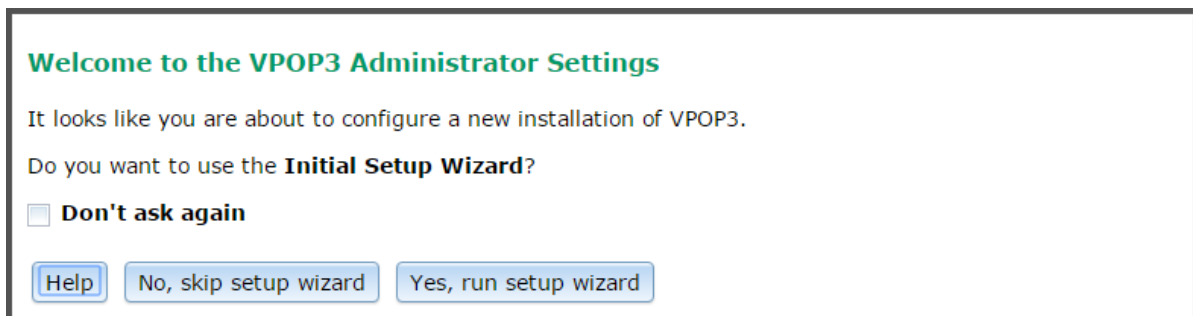 Welcome to the VPOP3 Administrator Settings
It looks like you are about to configure a new installation of VPOP3.
Do you want to use the Initial Setup Wizard?
Don't ask again
Help No, skip setup wizard Yes, run setup wizard